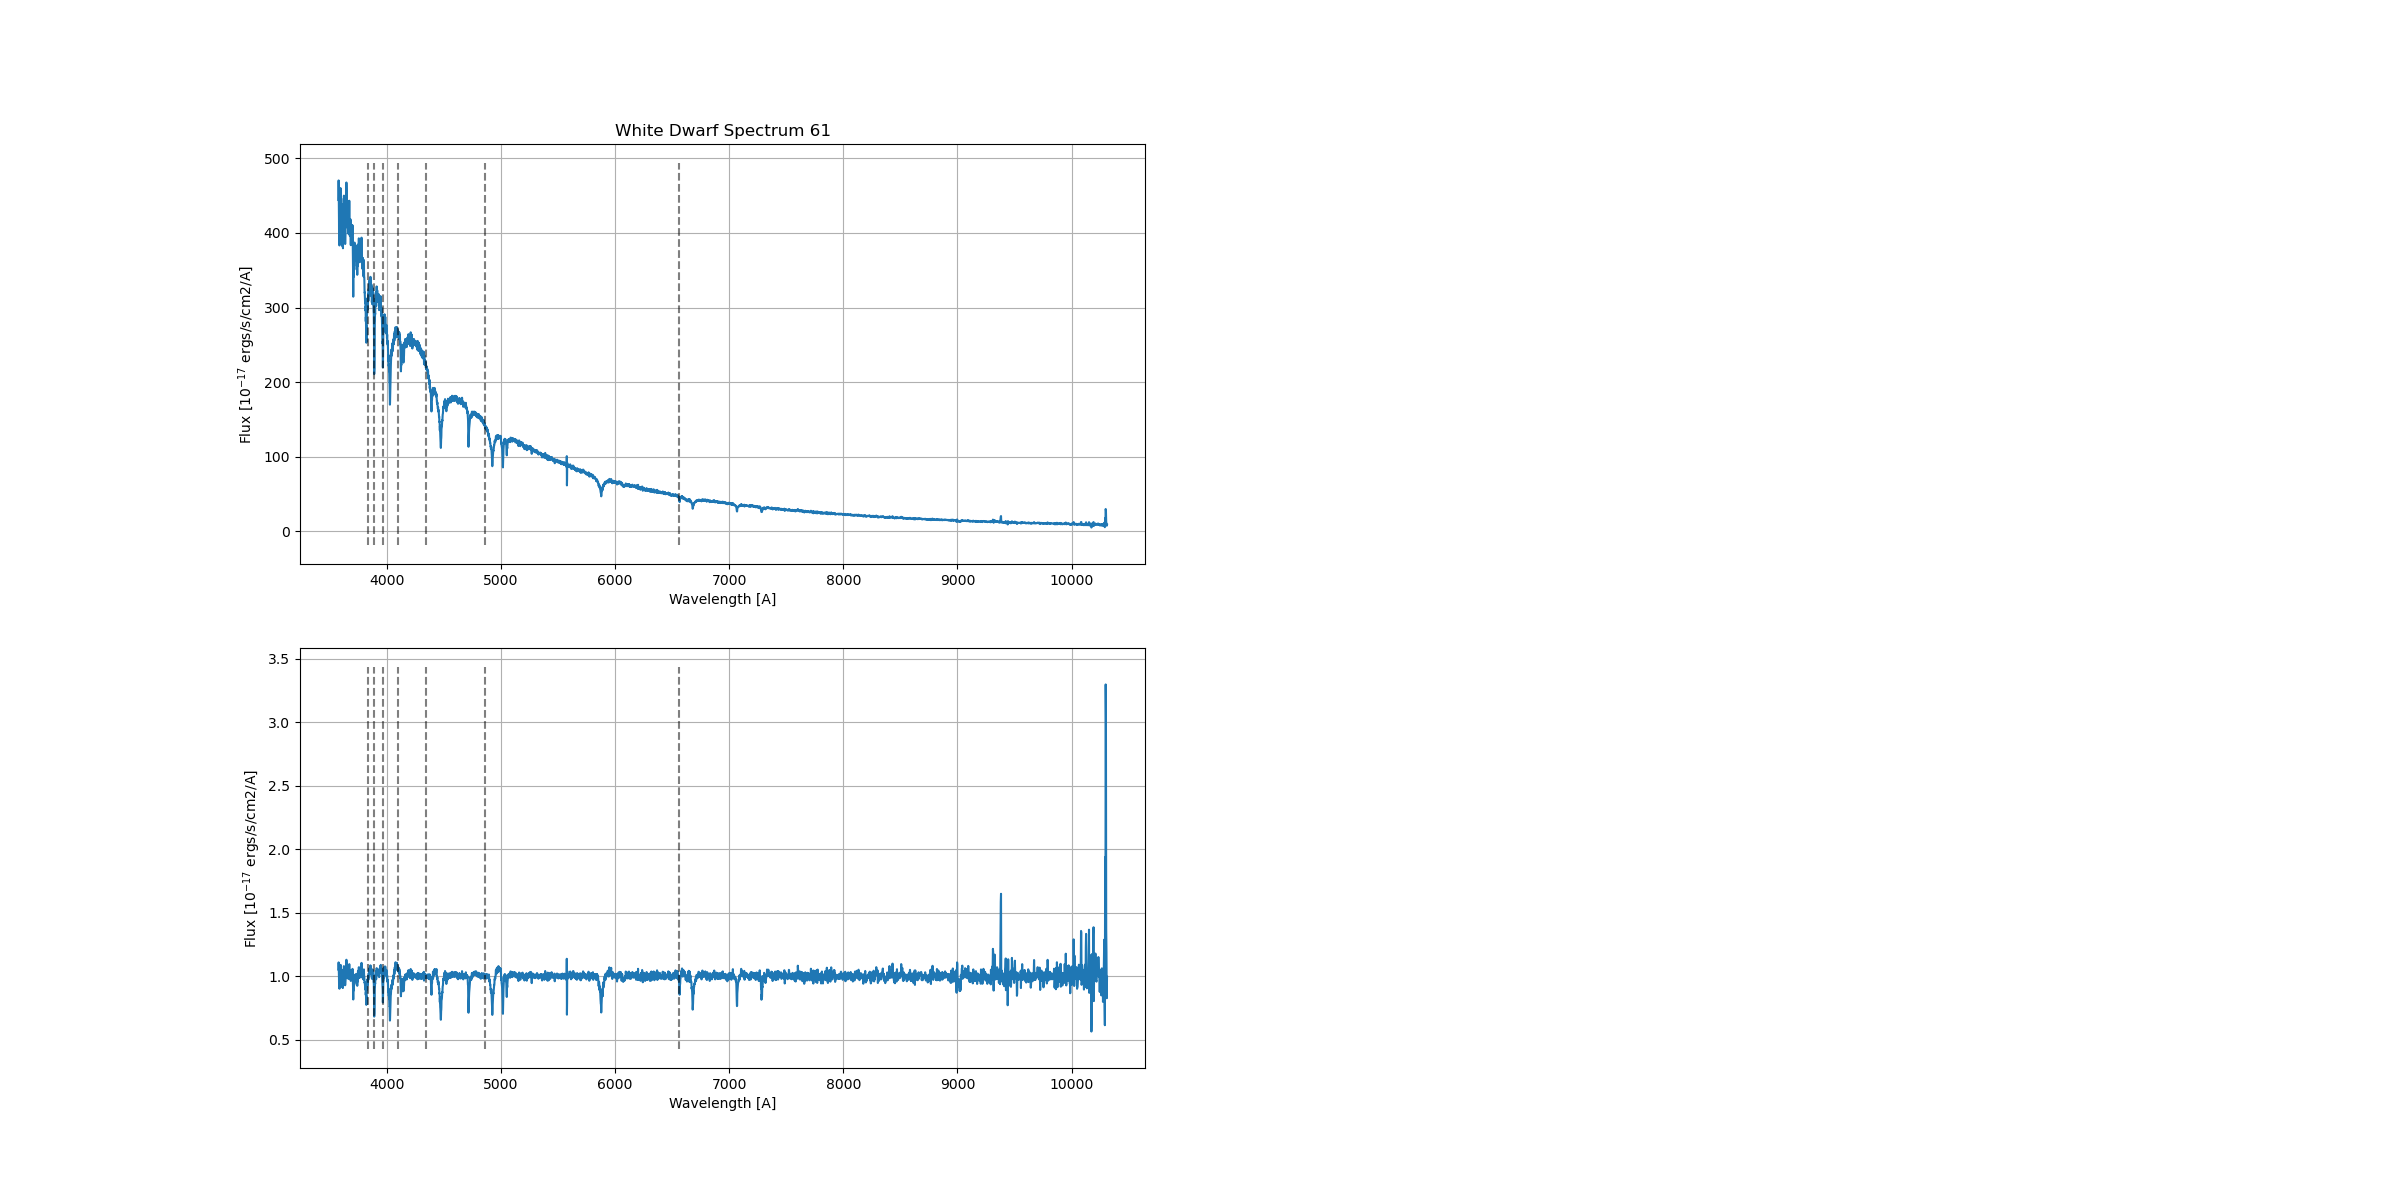 White Dwarf Spectrum 61
500
400
300
200
100
0
Flux [10⁻¹⁷ ergs/s/cm2/A]
4000 5000 6000 7000 8000 9000 10000
Wavelength [A]
3.5
3.0
2.5
2.0
1.5
1.0
0.5
Flux [10⁻¹⁷ ergs/s/cm2/A]
4000 5000 6000 7000 8000 9000 10000
Wavelength [A]